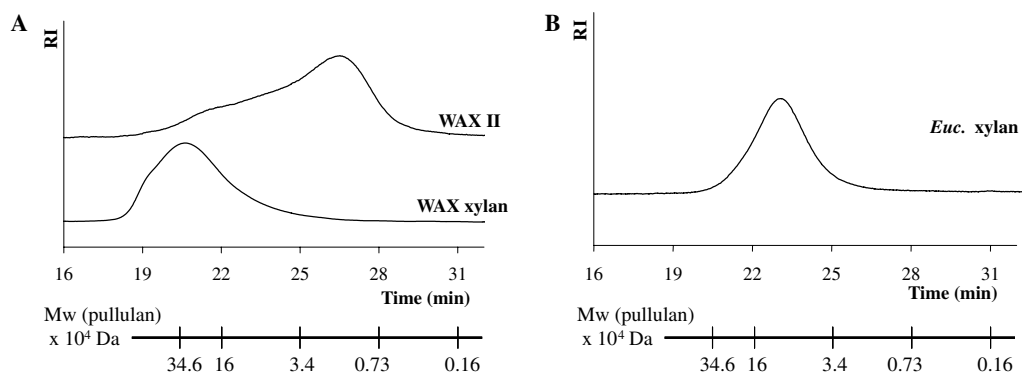 A
RI
WAX II
WAX xylan
16 19 22 25 28 31
Time (min)
Mw (pullulan)
x 10⁴ Da
34.6 16 3.4 0.73 0.16
B
RI
Euc. xylan
16 19 22 25 28 31
Time (min)
Mw (pullulan)
x 10⁴ Da
34.6 16 3.4 0.73 0.16